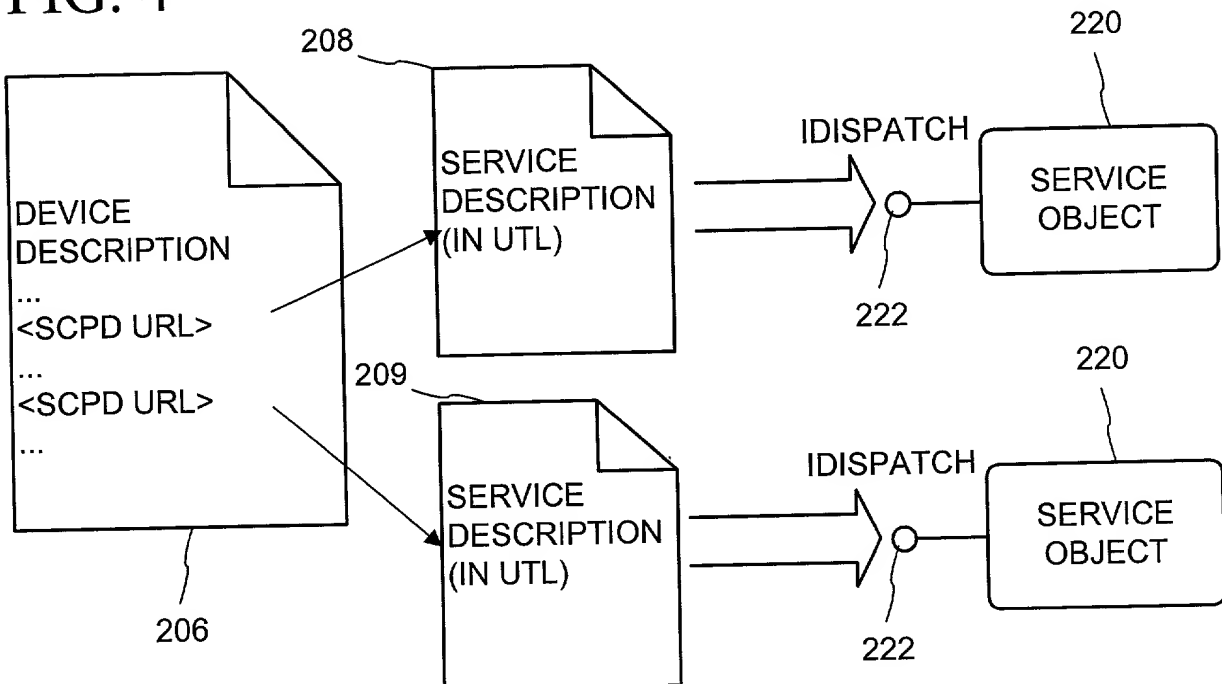 FIG. 4
208
220
IDISPATCH
SERVICE
DESCRIPTION
(IN UTL)
SERVICE
OBJECT
DEVICE
DESCRIPTION
...
<SCPD URL>
...
<SCPD URL>
...
222
209
220
IDISPATCH
SERVICE
DESCRIPTION
(IN UTL)
SERVICE
OBJECT
206
222